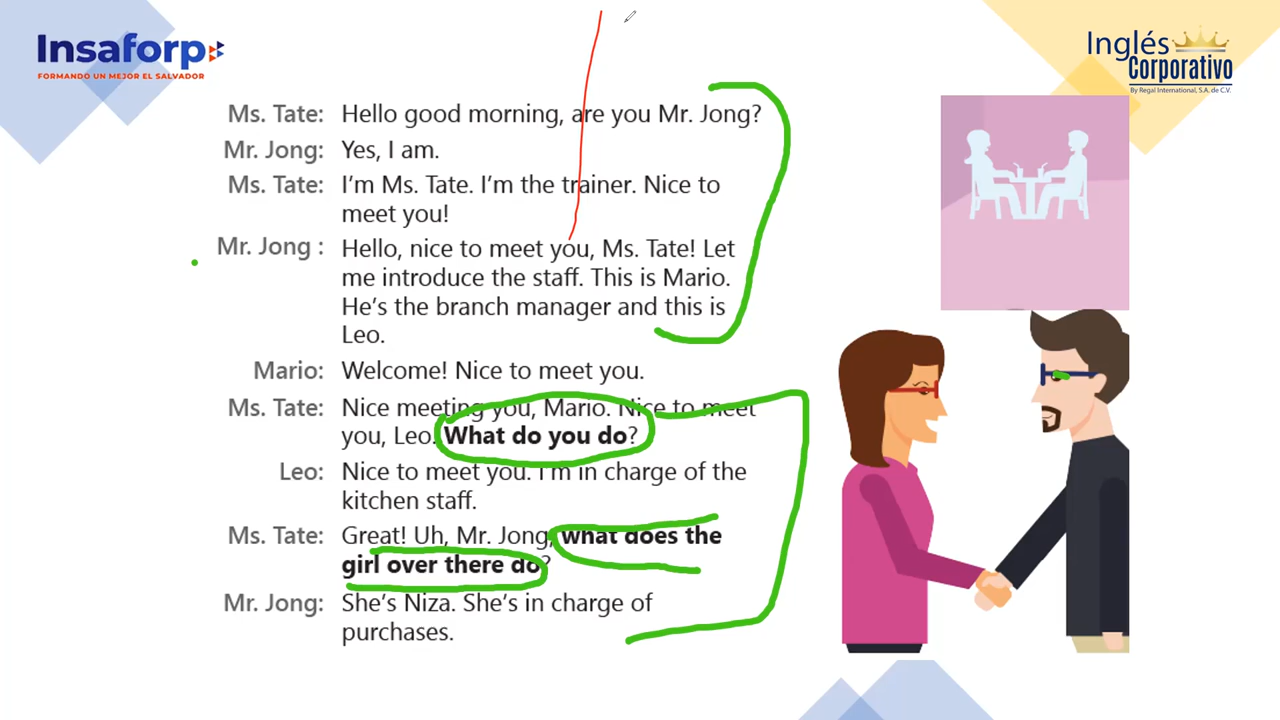 Insaforp
FORMANDO UN MEJOR EL SALVADOR
Inglés
Corporativo
By Regal International, S.A. de C.V.
Ms. Tate: Hello good morning, are you Mr. Jong?
Mr. Jong: Yes, I am.
Ms. Tate: I'm Ms. Tate. I'm the trainer. Nice to
meet you!
Mr. Jong : Hello, nice to meet you, Ms. Tate! Let
me introduce the staff. This is Mario.
He's the branch manager and this is
Leo.
Mario: Welcome! Nice to meet you.
Ms. Tate: Nice meeting you, Mario. Nice to meet
you, Leo. What do you do?
Leo: Nice to meet you. I'm in charge of the
kitchen staff.
Ms. Tate: Great! Uh, Mr. Jong, what does the
girl over there do?
Mr. Jong: She's Niza. She's in charge of
purchases.